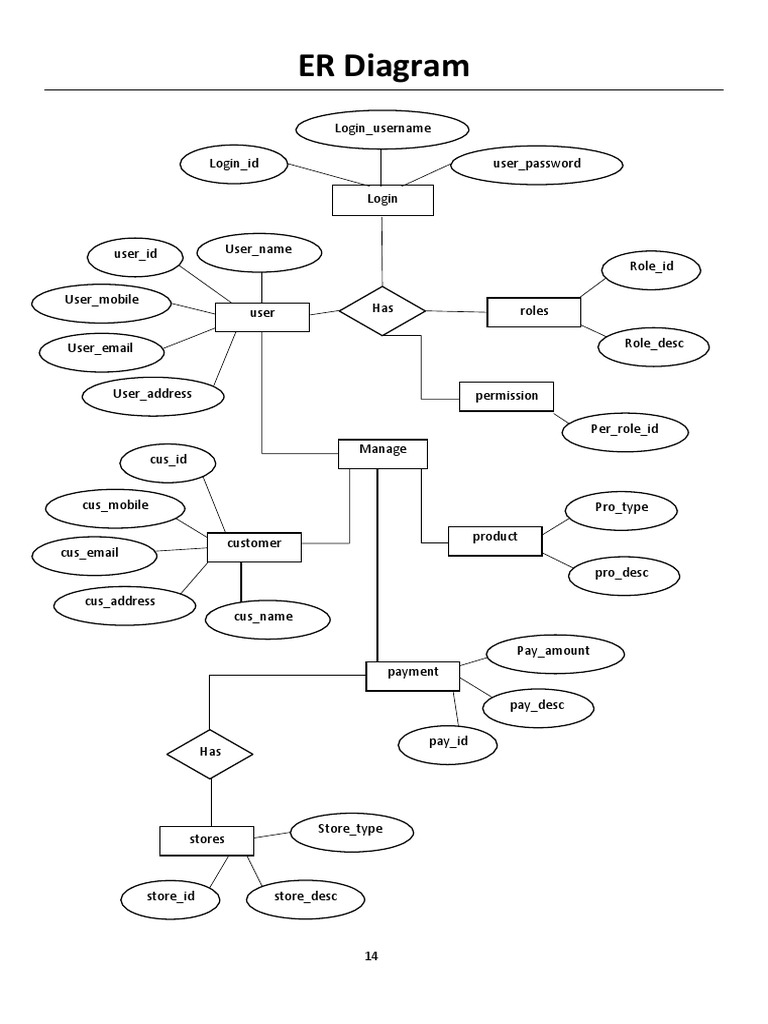 ER Diagram
Login_username
Login_id
user_password
Login
user_id
User_name
Role_id
User_mobile
user
Has
roles
User_email
Role_desc
User_address
permission
Per_role_id
Manage
cus_id
cus_mobile
Pro_type
customer
product
cus_email
pro_desc
cus_address
cus_name
Pay_amount
payment
pay_desc
pay_id
Has
stores
Store_type
store_id
store_desc
14